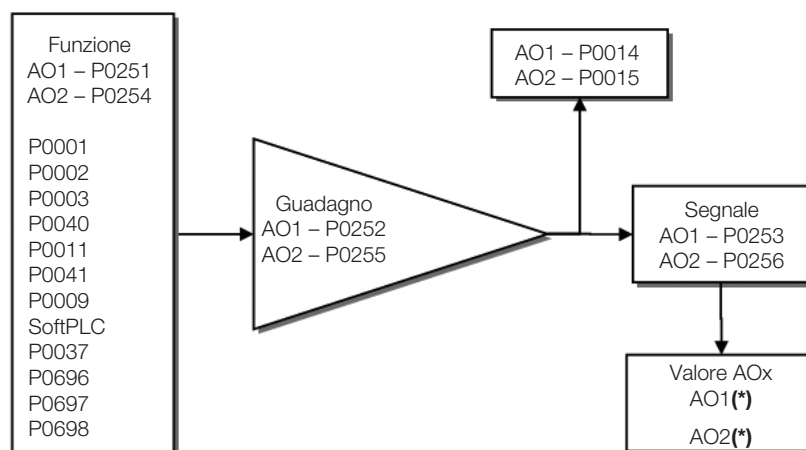 Funzione
AO1 – P0251
AO2 – P0254
P0001
P0002
P0003
P0040
P0011
P0041
P0009
SoftPLC
P0037
P0696
P0697
P0698
Guadagno
AO1 – P0252
AO2 – P0255
AO1 – P0014
AO2 – P0015
Segnale
AO1 – P0253
AO2 – P0256
Valore AOx
AO1(*)
AO2(*)